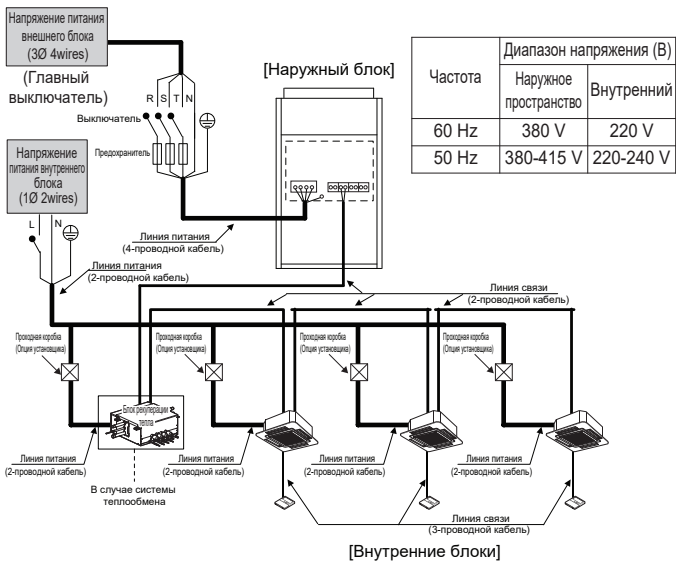 Напряжение питания
внешнего блока
(3Ø 4wires)
(Главный
выключатель)
R S T N
Выключатель
Предохранитель
[Наружный блок]
Частота
Диапазон напряжения (В)
Наружное
пространство
Внутренний
60 Hz 380 V 220 V
50 Hz 380-415 V 220-240 V
Напряжение
питания внутреннего
блока
(1Ø 2wires)
L N
Линия питания
(4-проводной кабель)
Линия питания
(2-проводной кабель)
Линия связи
(2-проводной кабель)
Проходная коробка
(Опция установщика)
Проходная коробка
(Опция установщика)
Проходная коробка
(Опция установщика)
Проходная коробка
(Опция установщика)
Блок рекуперации
тепла
Линия питания
(2-проводной кабель)
Линия питания
(2-проводной кабель)
Линия питания
(2-проводной кабель)
Линия питания
(2-проводной кабель)
В случае системы
теплообмена
Линия связи
(3-проводной кабель)
[Внутренние блоки]